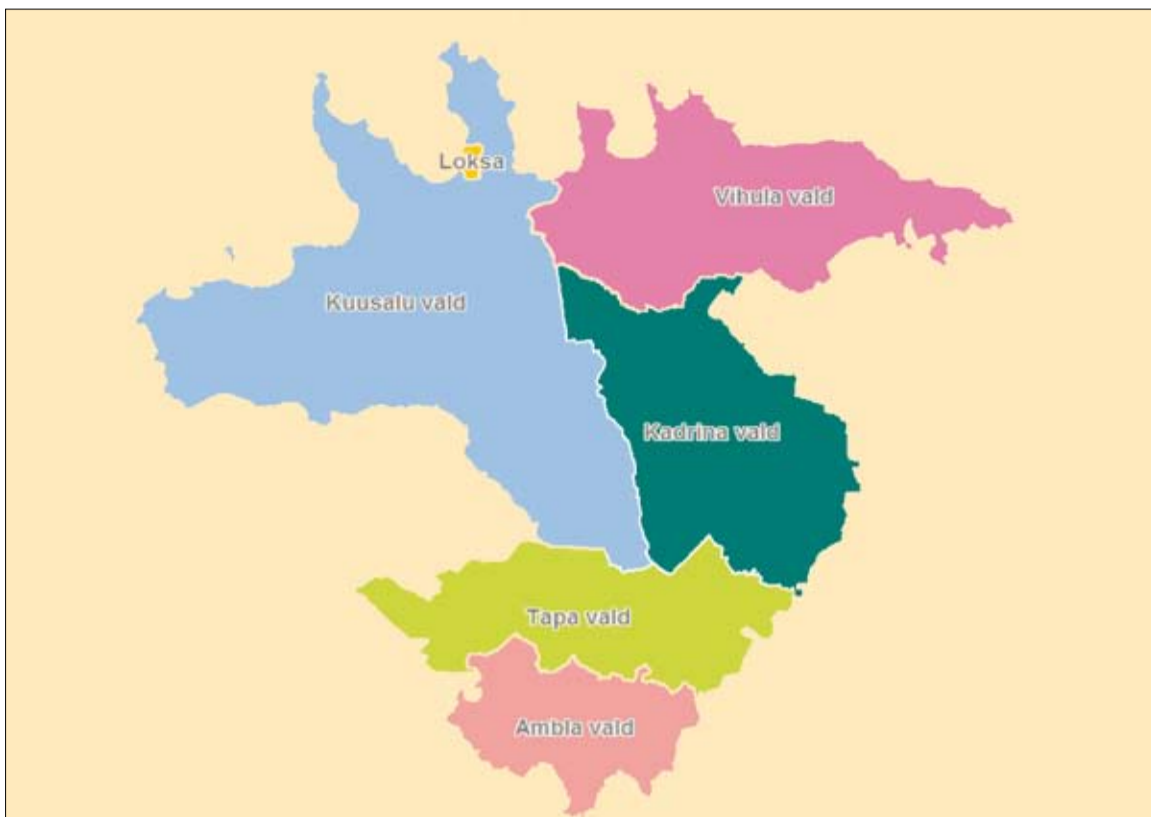 Loksa
Vihula vald
Kuusalu vald
Kadrina vald
Tapa vald
Ambla vald